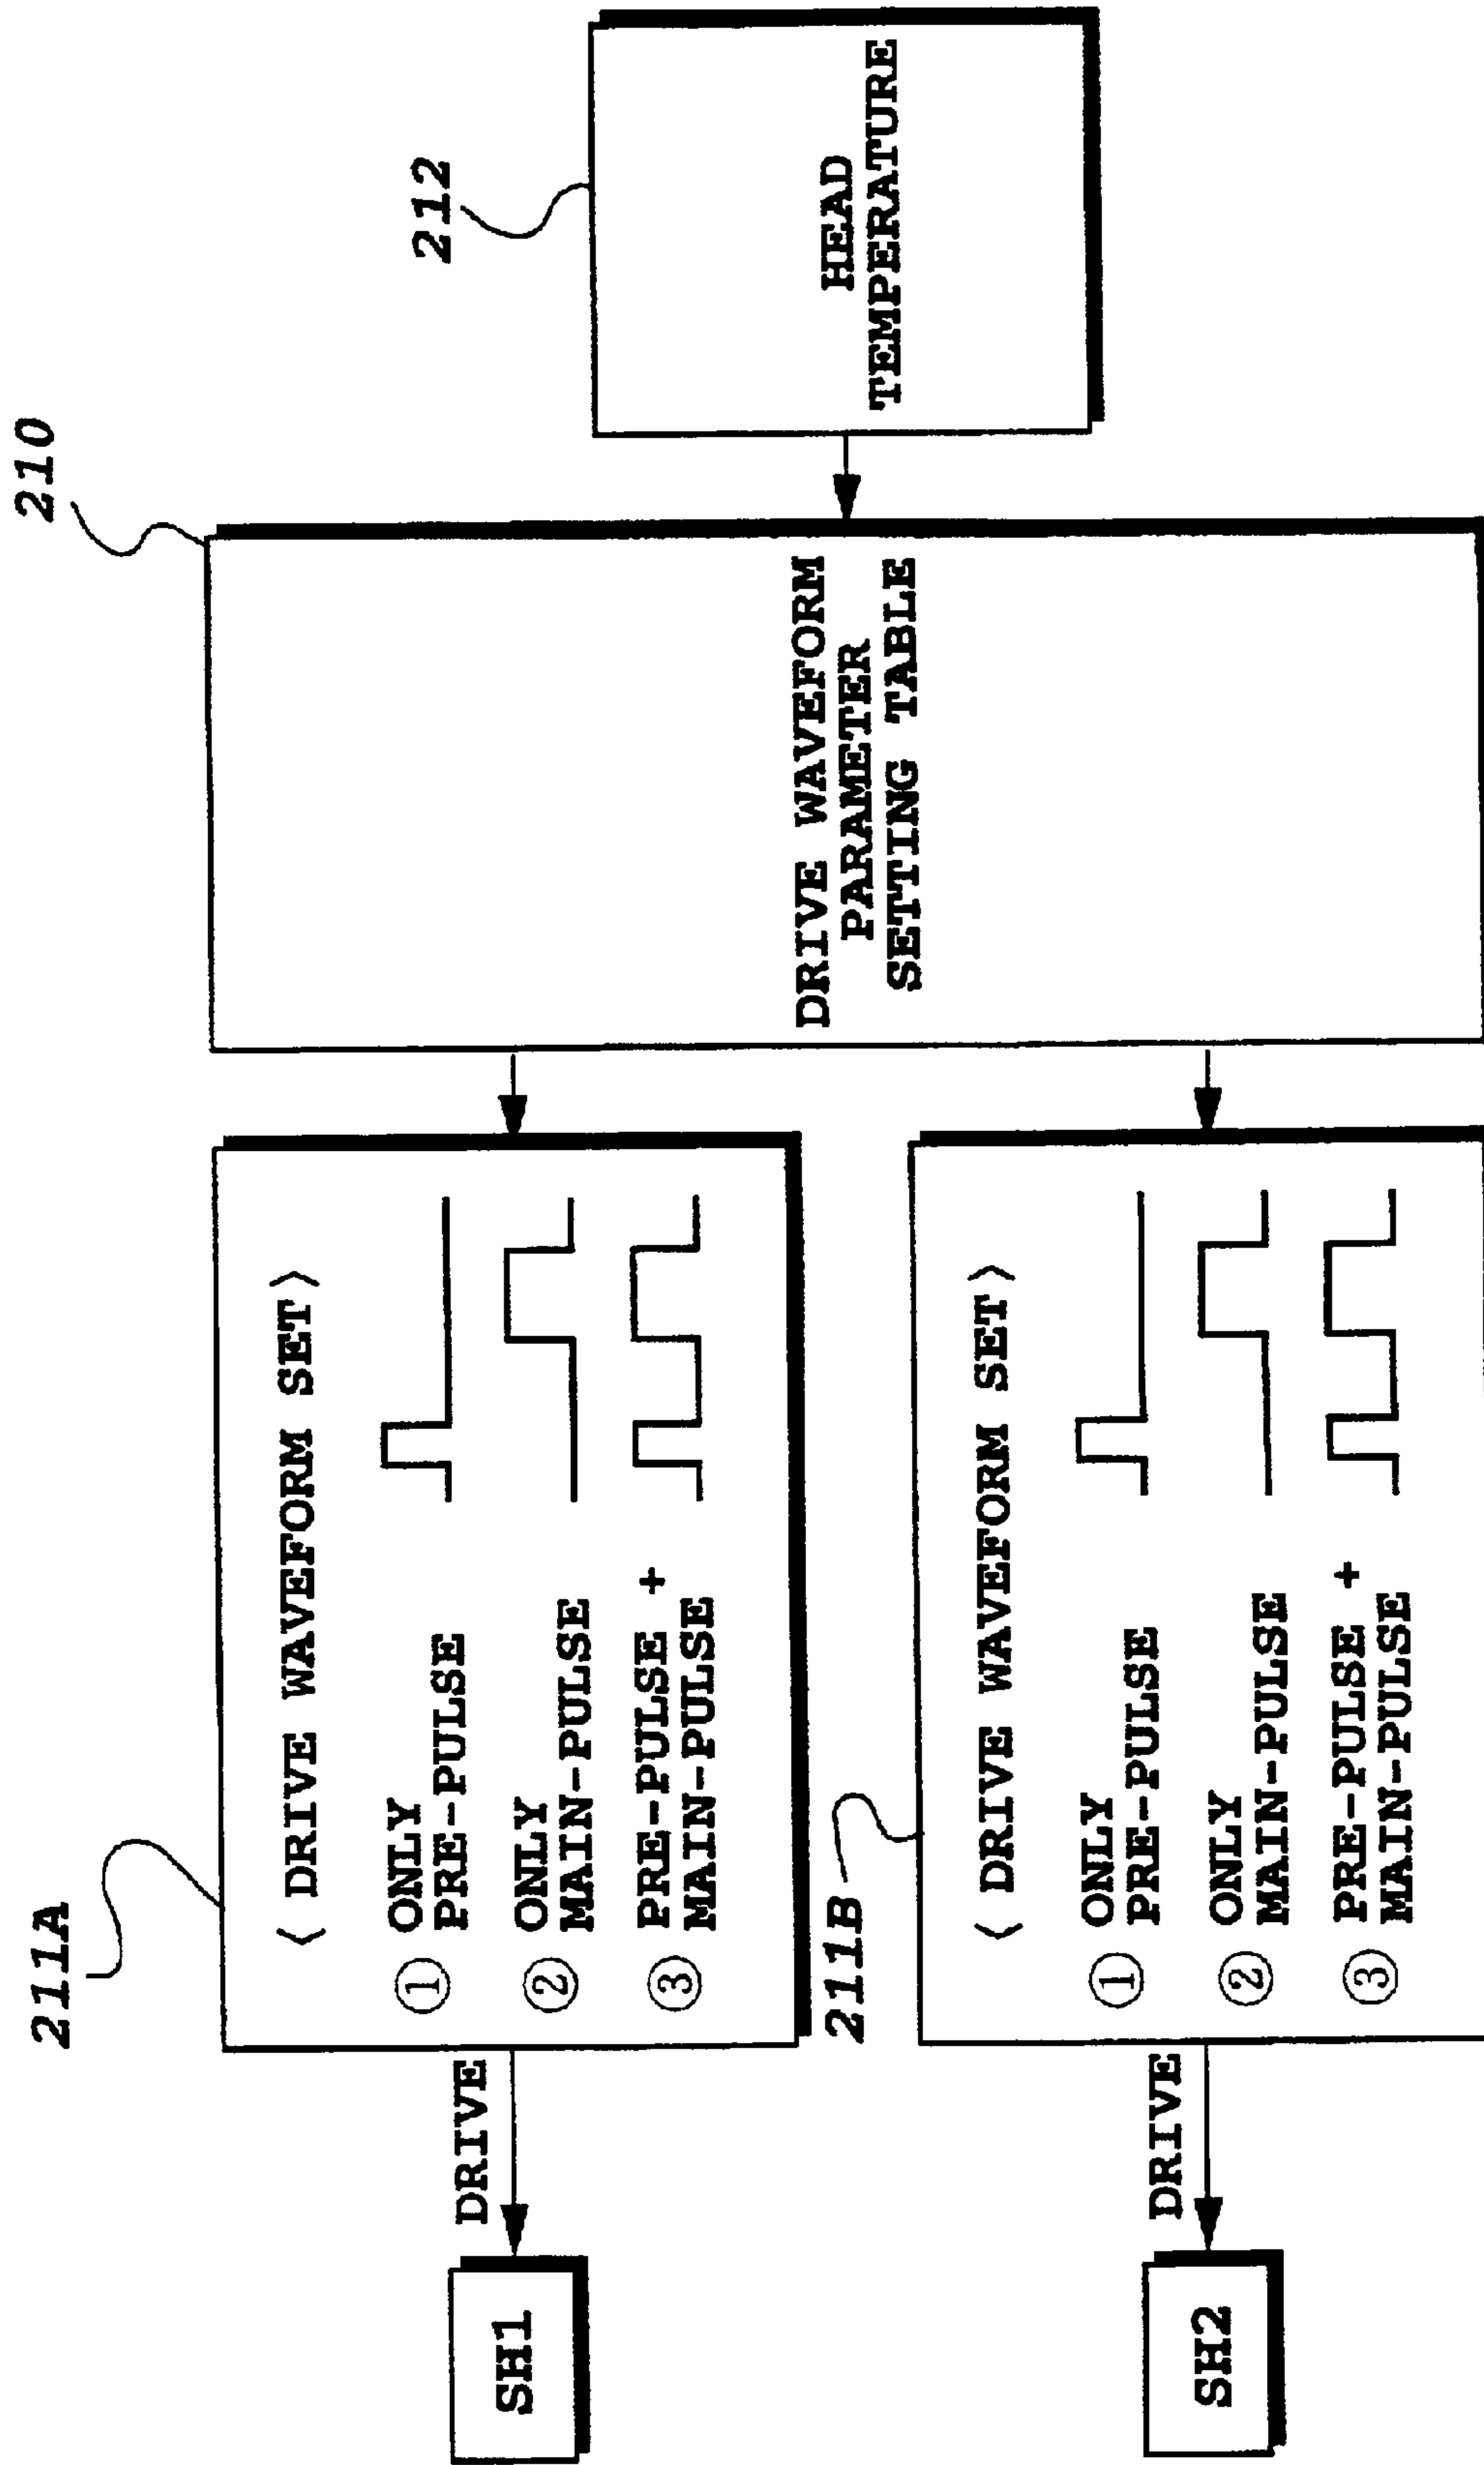 211A
〈 DRIVE WAVEFORM SET 〉
① ONLY
PRE-PULSE
② ONLY
MAIN-PULSE
③ PRE-PULSE +
MAIN-PULSE
DRIVE
SH1
211B
〈 DRIVE WAVEFORM SET 〉
① ONLY
PRE-PULSE
② ONLY
MAIN-PULSE
③ PRE-PULSE +
MAIN-PULSE
DRIVE
SH2
210
DRIVE WAVEFORM
PARAMETER
SETTING TABLE
212
HEAD
TEMPERATURE